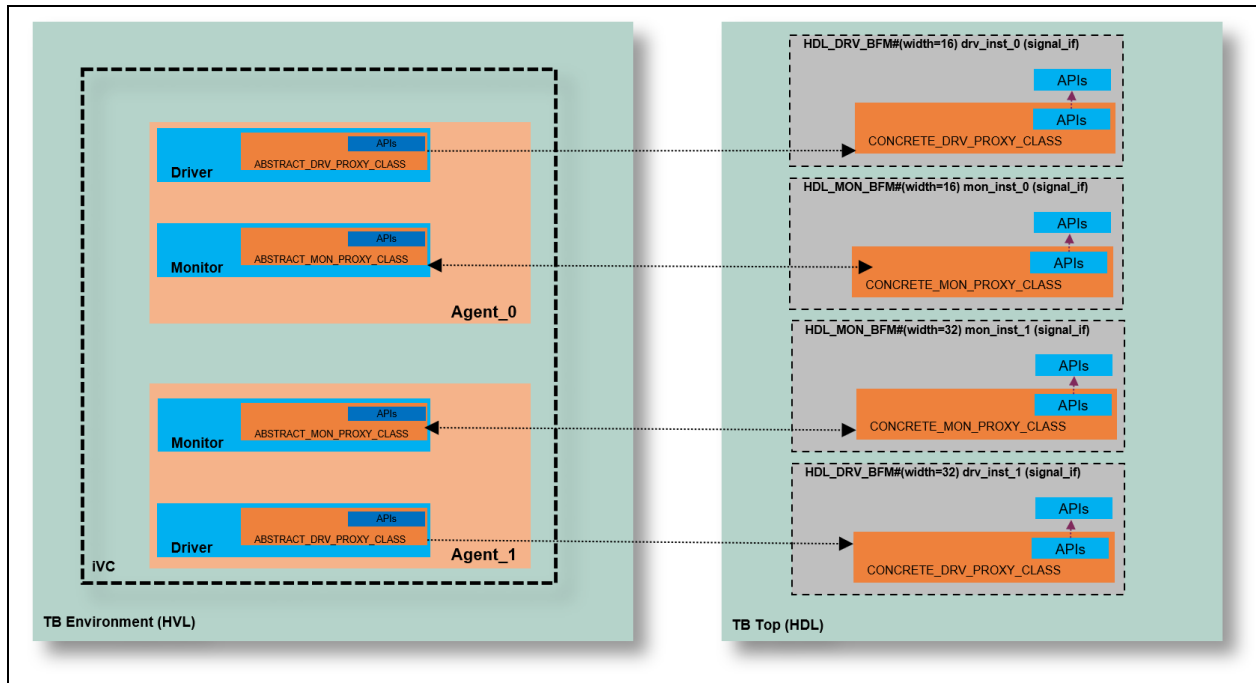 APIs
ABSTRACT_DRV_PROXY_CLASS
Driver
APIs
ABSTRACT_MON_PROXY_CLASS
Monitor
Agent_0
APIs
ABSTRACT_MON_PROXY_CLASS
Monitor
APIs
ABSTRACT_DRV_PROXY_CLASS
Driver
Agent_1
iVC
TB Environment (HVL)
HDL_DRV_BFM#(width=16) drv_inst_0 (signal_if)
APIs
APIs
CONCRETE_DRV_PROXY_CLASS
HDL_MON_BFM#(width=16) mon_inst_0 (signal_if)
APIs
APIs
CONCRETE_MON_PROXY_CLASS
HDL_MON_BFM#(width=32) mon_inst_1 (signal_if)
APIs
APIs
CONCRETE_MON_PROXY_CLASS
HDL_DRV_BFM#(width=32) drv_inst_1 (signal_if)
APIs
APIs
CONCRETE_DRV_PROXY_CLASS
TB Top (HDL)